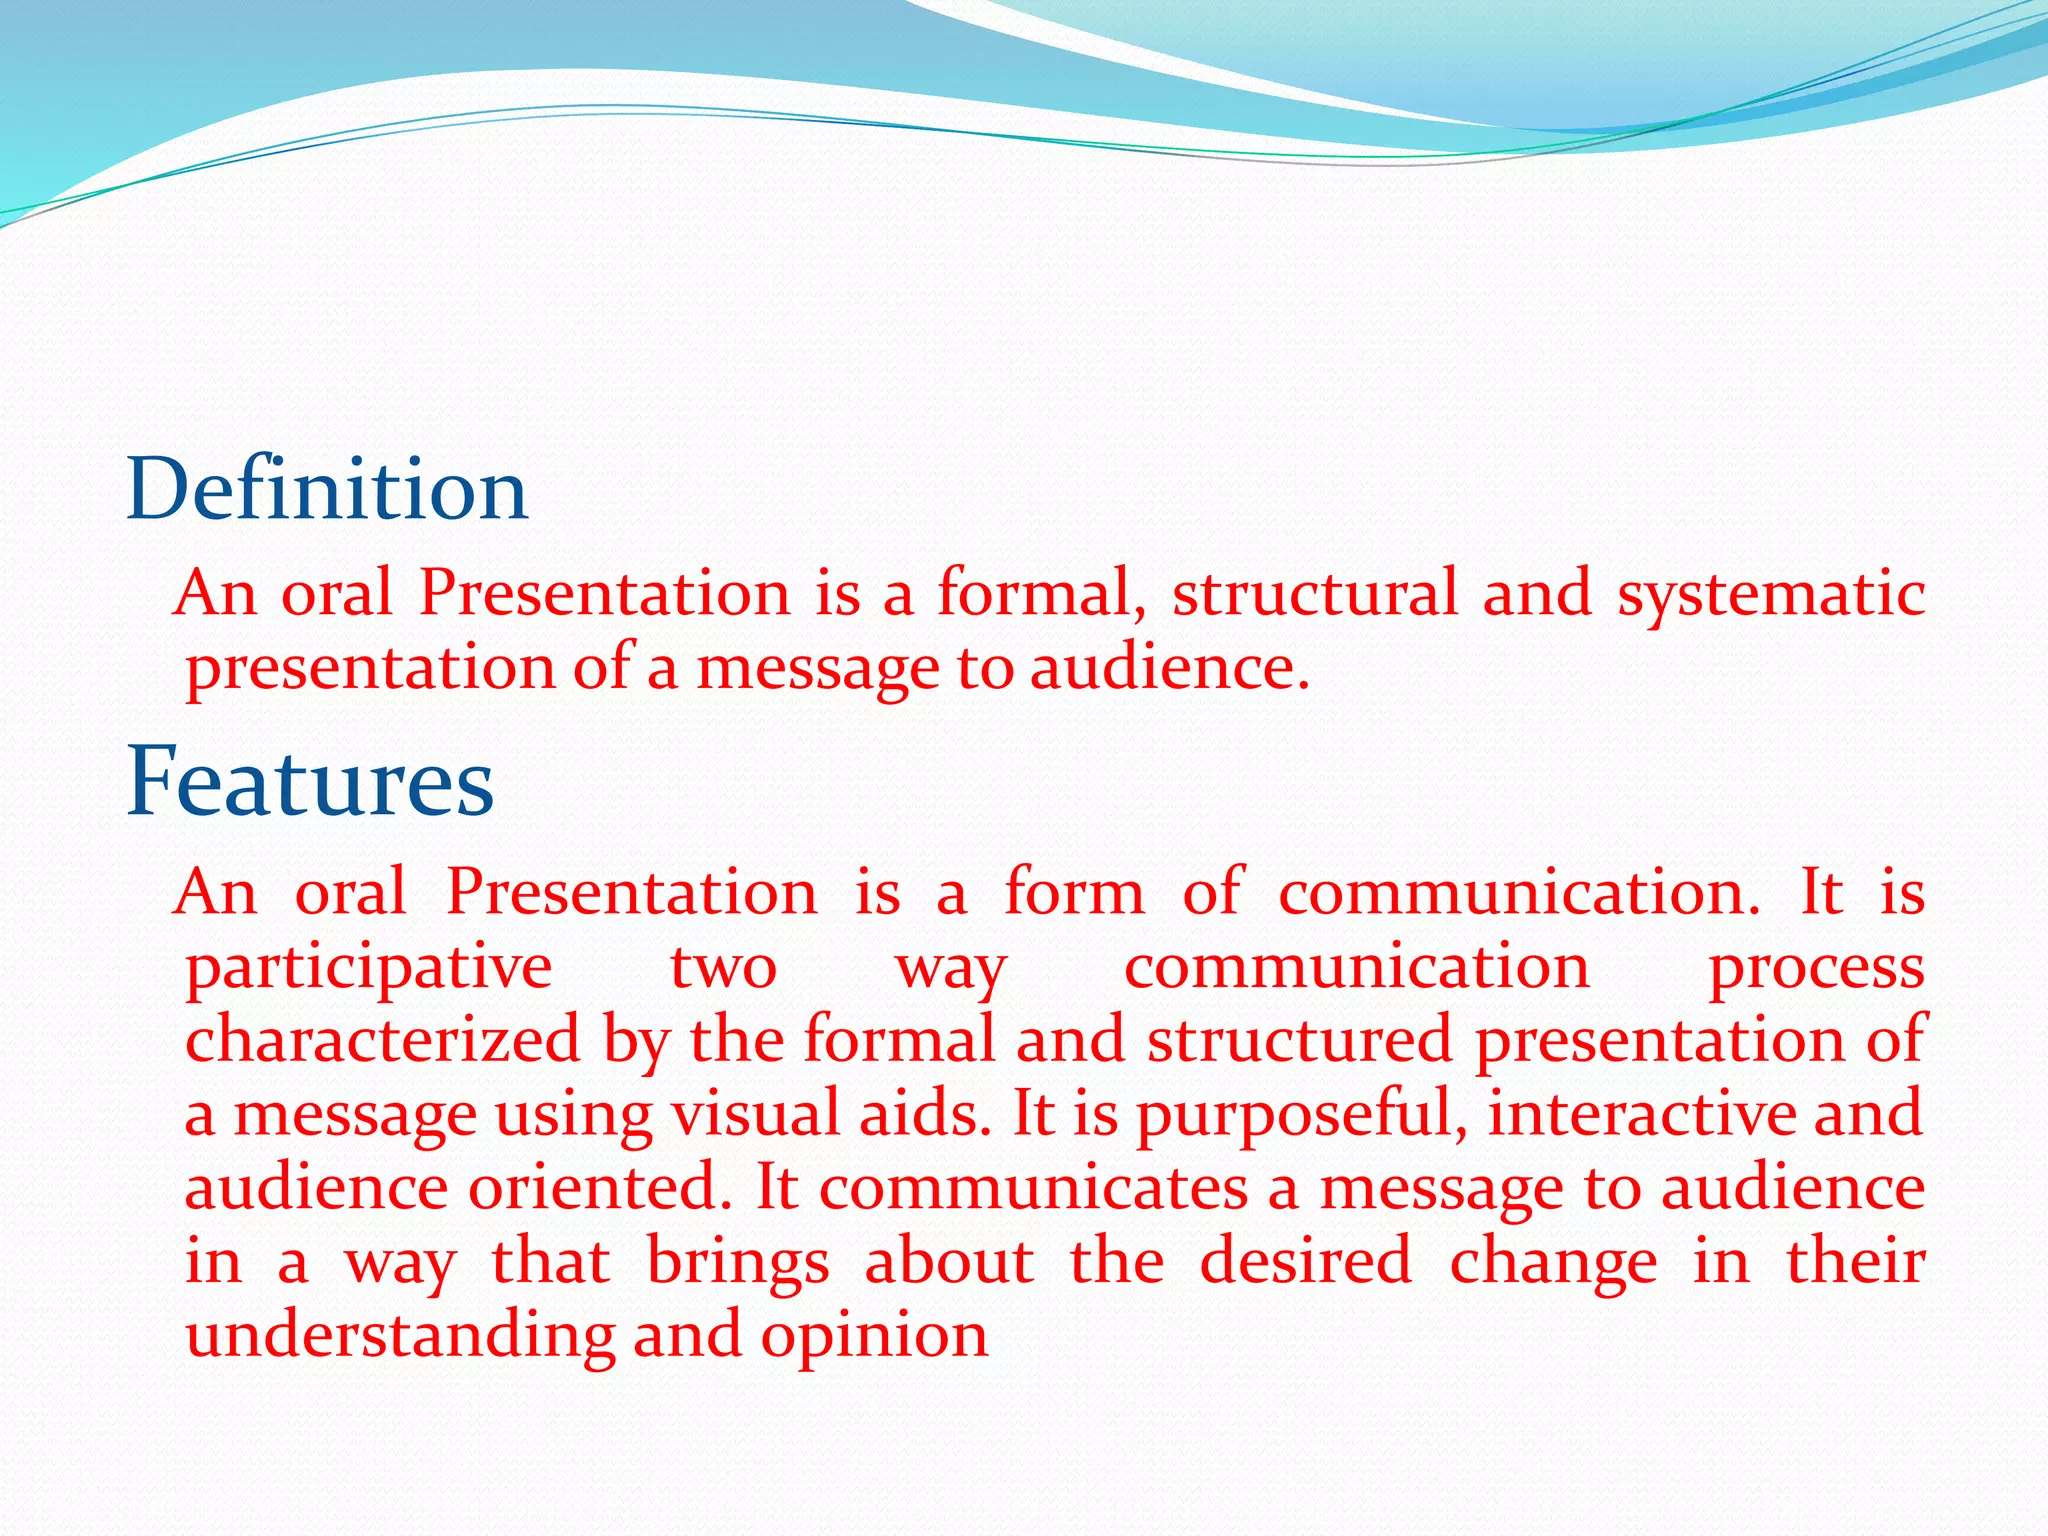 Definition
An oral Presentation is a formal, structural and systematic
presentation of a message to audience.
Features
An oral Presentation is a form of communication. It is
participative two way communication process
characterized by the formal and structured presentation of
a message using visual aids. It is purposeful, interactive and
audience oriented. It communicates a message to audience
in a way that brings about the desired change in their
understanding and opinion